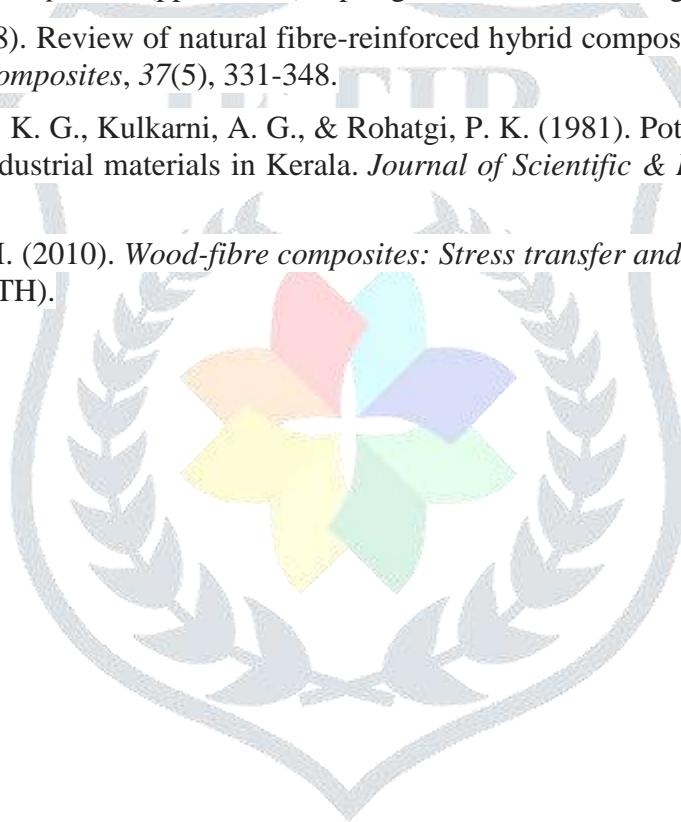 8). Review of natural fibre-reinforced hybrid compos
omposites, 37(5), 331-348.
K. G., Kulkarni, A. G., & Rohatgi, P. K. (1981). Pot
dustrial materials in Kerala. Journal of Scientific & I
I. (2010). Wood-fibre composites: Stress transfer and
TH).